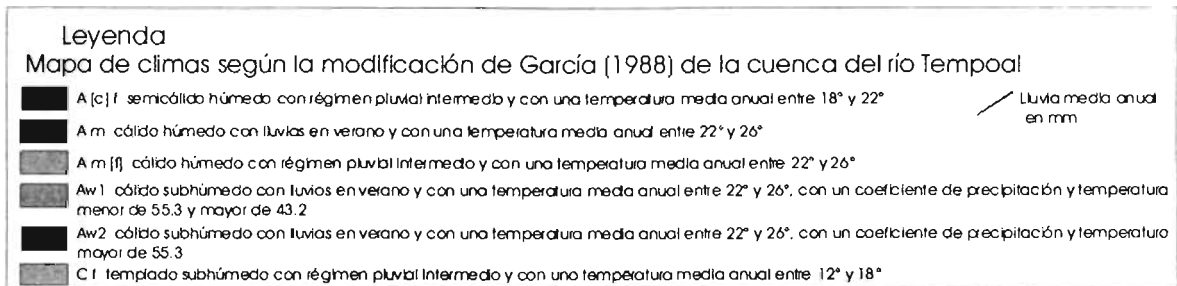 Leyenda
Mapa de climas según la modificación de García (1988) de la cuenca del río Tempoal
A (c) f semicálido húmedo con régimen pluvial intermedio y con una temperatura media anual entre 18° y 22°
Lluvia media anual
en mm
A m cálido húmedo con lluvias en verano y con una temperatura media anual entre 22° y 26°
A m (f) cálido húmedo con régimen pluvial intermedio y con una temperatura media anual entre 22° y 26°
Aw1 cálido subhúmedo con lluvios en verano y con una temperatura media anual entre 22° y 26°, con un coeficiente de precipitación y temperatura
menor de 55.3 y mayor de 43.2
Aw2 cálido subhúmedo con lluvias en verano y con una temperatura media anual entre 22° y 26°, con un coeficiente de precipitación y temperatura
mayor de 55.3
C f templado subhúmedo con régimen pluvial intermedio y con una temperatura media anual entre 12° y 18°